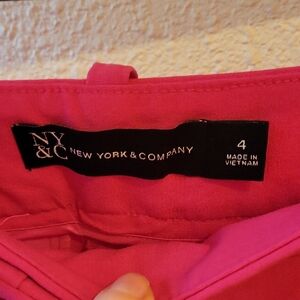 NY
&C NEW YORK & COMPANY
4
MADE IN
VIETNAM